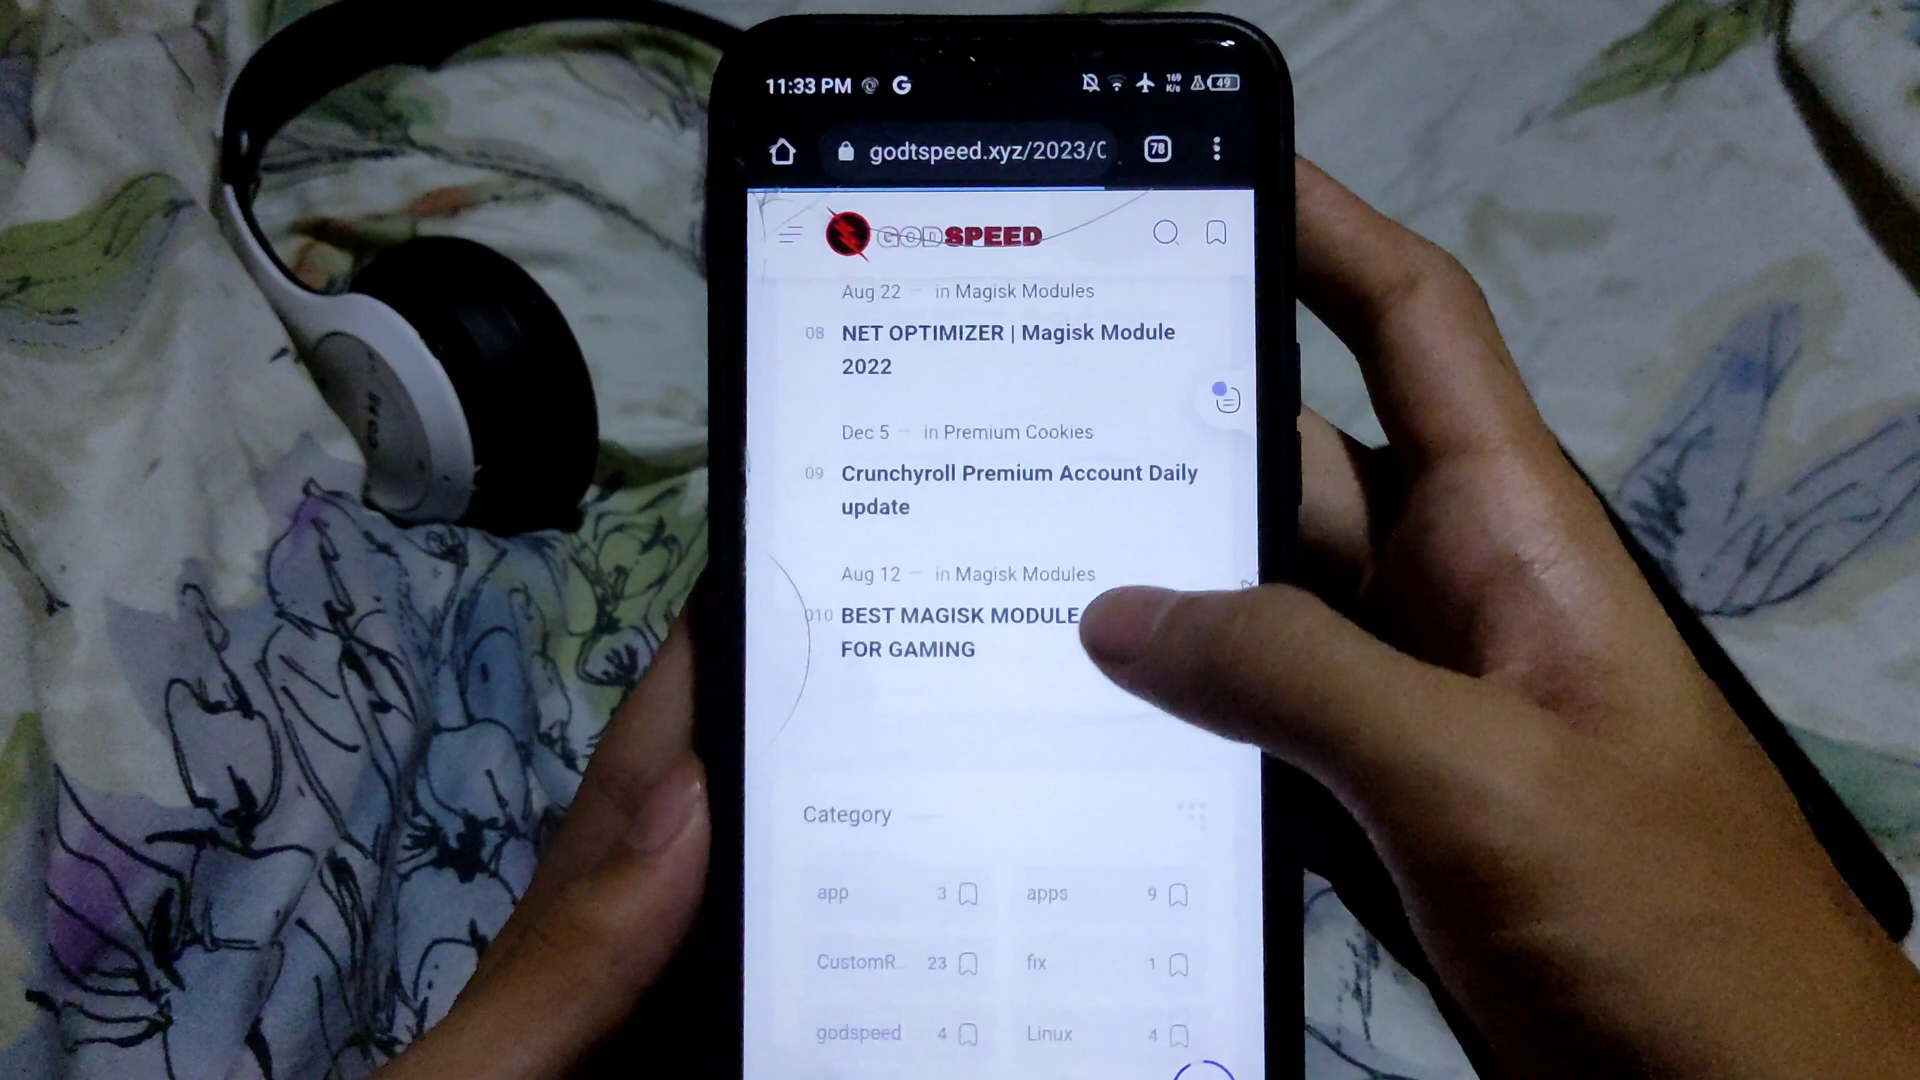 11:33 PM G 169 K/s 49
godtspeed.xyz/2023/0 78
GODSPEED
Aug 22 — in Magisk Modules
08 NET OPTIMIZER | Magisk Module
2022
Dec 5 — in Premium Cookies
09 Crunchyroll Premium Account Daily
update
Aug 12 — in Magisk Modules
010 BEST MAGISK MODULE
FOR GAMING
Category
app 3 apps 9
CustomR.. 23 fix 1
godspeed 4 Linux 4